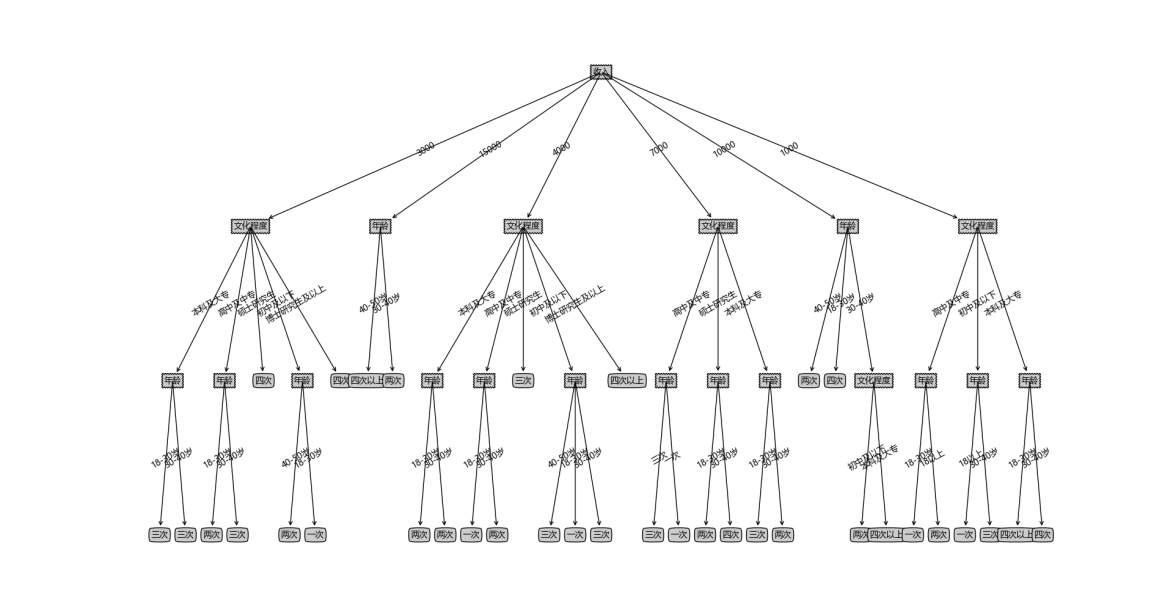 收入
3000 15000 4000 7000 10000 1000
文化程度 年龄 文化程度 文化程度 年龄 文化程度
本科及大专 高中及中专 硕士研究生 初中及以下 博士研究生及以上 40-50岁 30-40岁 本科及大专 高中及中专 硕士研究生 初中及以下 博士研究生及以上 高中及中专 硕士研究生 本科及大专 40-50岁 18-30岁 30-40岁 高中及中专 初中及以下 本科及大专
年龄 年龄 四次 年龄 四次 四次以上 两次 年龄 年龄 三次 年龄 四次以上 年龄 年龄 年龄 两次 四次 文化程度 年龄 年龄 年龄
18-30岁 30-40岁 18-30岁 30-40岁 40-50岁 18-30岁 18-30岁 30-40岁 18-30岁 30-40岁 40-50岁 18-30岁 30-40岁 三次 一次 18-30岁 30-40岁 18-30岁 30-40岁 初中及以下 本科及大专 18-30岁 18以上 18以上 30-40岁 18-30岁 30-40岁
三次 三次 两次 三次 两次 一次 两次 两次 一次 两次 三次 一次 三次 三次 一次 两次 四次 三次 两次 两次 四次以上 一次 两次 一次 三次 四次以上 四次